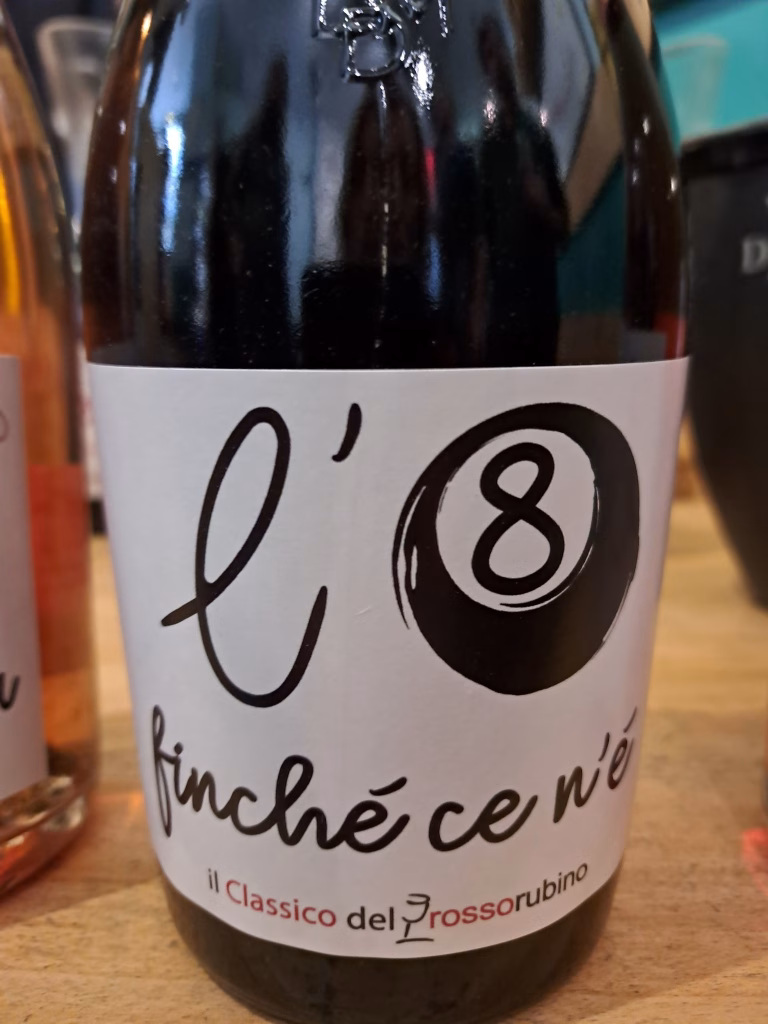 l'8
finché ce n'é
il Classico del rossorubino